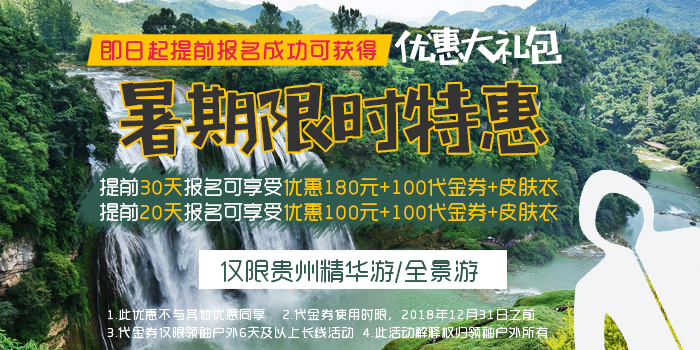 即日起提前报名成功可获得 优惠大礼包
暑期限时特惠
提前30天报名可享受优惠180元+100代金券+皮肤衣
提前20天报名可享受优惠100元+100代金券+皮肤衣
仅限贵州精华游/全景游
1.此优惠不与其他优惠同享 2.代金券使用时限，2018年12月31日之前
3.代金券仅限领袖户外6天及以上长线活动 4.此活动解释权归领袖户外所有